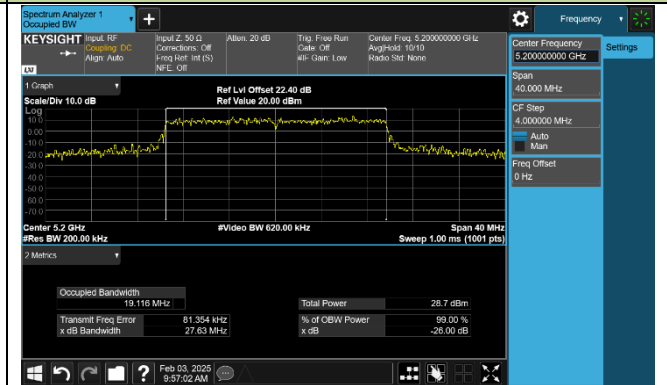 Spectrum Analyzer 1
Occupied BW
+
Frequency
KEYSIGHT
Input: RF
Coupling: DC
Align: Auto
Input Z: 50 Ω
Corrections: Off
Freq Ref: Int (S)
NFE: Off
Atten: 20 dB
Trig: Free Run
Gate: Off
#IF Gain: Low
Center Freq: 5.200000000 GHz
Avg|Hold: 10/10
Radio Std: None
LXI
Center Frequency
5.200000000 GHz
Settings
Span
40.000 MHz
CF Step
4.000000 MHz
Auto
Man
Freq Offset
0 Hz
1 Graph
Scale/Div 10.0 dB
Ref Lvl Offset 22.40 dB
Ref Value 20.00 dBm
Log
10.0
0.00
-10.0
-20.0
-30.0
-40.0
-50.0
-60.0
-70.0
Center 5.2 GHz
#Video BW 620.00 kHz
Span 40 MHz
#Res BW 200.00 kHz
Sweep 1.00 ms (1001 pts)
2 Metrics
Occupied Bandwidth
19.116 MHz
Total Power 28.7 dBm
Transmit Freq Error 81.354 kHz
% of OBW Power 99.00 %
x dB Bandwidth 27.63 MHz
x dB -26.00 dB
?
Feb 03, 2025
9:57:02 AM